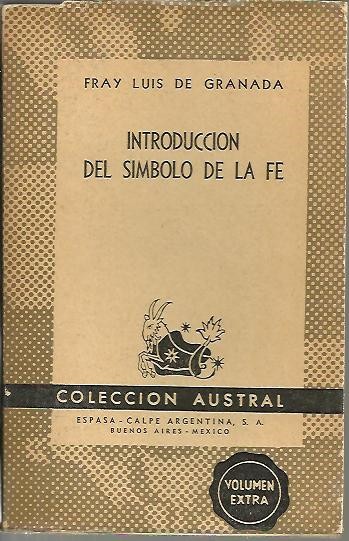 FRAY LUIS DE GRANADA
INTRODUCCION
DEL SIMBOLO DE LA FE
COLECCION AUSTRAL
ESPASA - CALPE ARGENTINA, S. A.
BUENOS AIRES - MEXICO
VOLUMEN
EXTRA